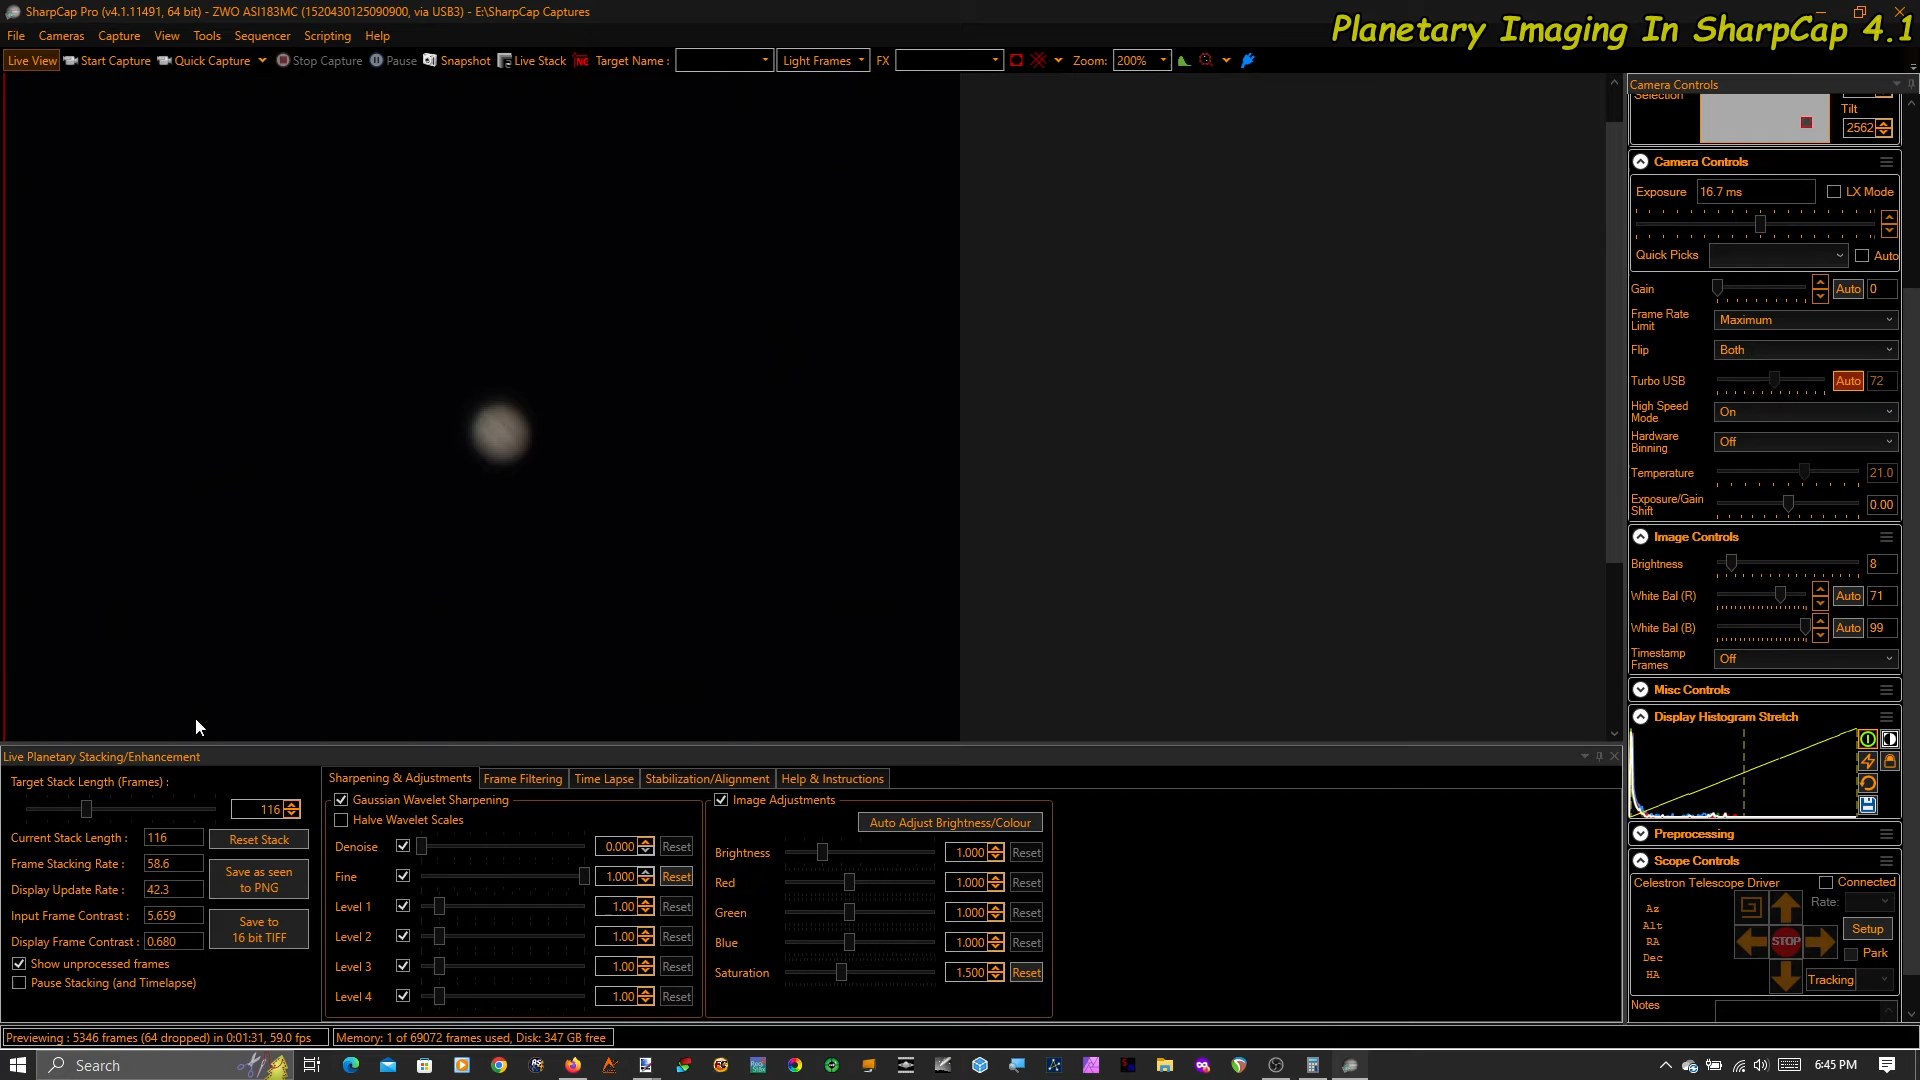 SharpCap Pro (v4.1.11491, 64 bit) - ZWO ASI183MC (1520430125090900, via USB3) - E:\SharpCap Captures
Planetary Imaging In SharpCap 4.1
File Cameras Capture View Tools Sequencer Scripting Help
Live View Start Capture Quick Capture Stop Capture Pause Snapshot Live Stack Target Name : Light Frames FX Zoom: 200%
Camera Controls
Selection
Tilt
2562
Camera Controls
Exposure 16.7 ms LX Mode
Quick Picks Auto
Gain Auto 0
Frame Rate Limit Maximum
Flip Both
Turbo USB Auto 72
High Speed Mode On
Hardware Binning Off
Temperature 21.0
Exposure/Gain Shift 0.00
Image Controls
Brightness 8
White Bal (R) Auto 71
White Bal (B) Auto 99
Timestamp Frames Off
Misc Controls
Display Histogram Stretch
Preprocessing
Scope Controls
Celestron Telescope Driver Connected
Rate:
Az
Alt
RA
Dec
HA
STOP
Setup
Park
Tracking
Notes
Live Planetary Stacking/Enhancement
Target Stack Length (Frames) :
116
Current Stack Length : 116 Reset Stack
Frame Stacking Rate : 58.6
Save as seen to PNG
Display Update Rate : 42.3
Input Frame Contrast : 5.659
Save to 16 bit TIFF
Display Frame Contrast : 0.680
Show unprocessed frames
Pause Stacking (and Timelapse)
Sharpening & Adjustments Frame Filtering Time Lapse Stabilization/Alignment Help & Instructions
Gaussian Wavelet Sharpening
Halve Wavelet Scales
Denoise 0.000 Reset
Fine 1.000 Reset
Level 1 1.00 Reset
Level 2 1.00 Reset
Level 3 1.00 Reset
Level 4 1.00 Reset
Image Adjustments
Auto Adjust Brightness/Colour
Brightness 1.000 Reset
Red 1.000 Reset
Green 1.000 Reset
Blue 1.000 Reset
Saturation 1.500 Reset
Previewing : 5346 frames (64 dropped) in 0:01:31, 59.0 fps Memory: 1 of 69072 frames used, Disk: 347 GB free
Search
6:45 PM